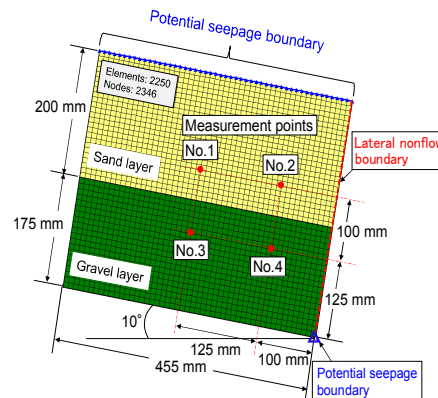 Potential seepage boundary
Elements: 2250
Nodes: 2346
200 mm
Measurement points
No.1
No.2
Sand layer
Lateral nonflow
boundary
175 mm
No.3
No.4
100 mm
Gravel layer
125 mm
10°
125 mm
100 mm
455 mm
Potential seepage
boundary